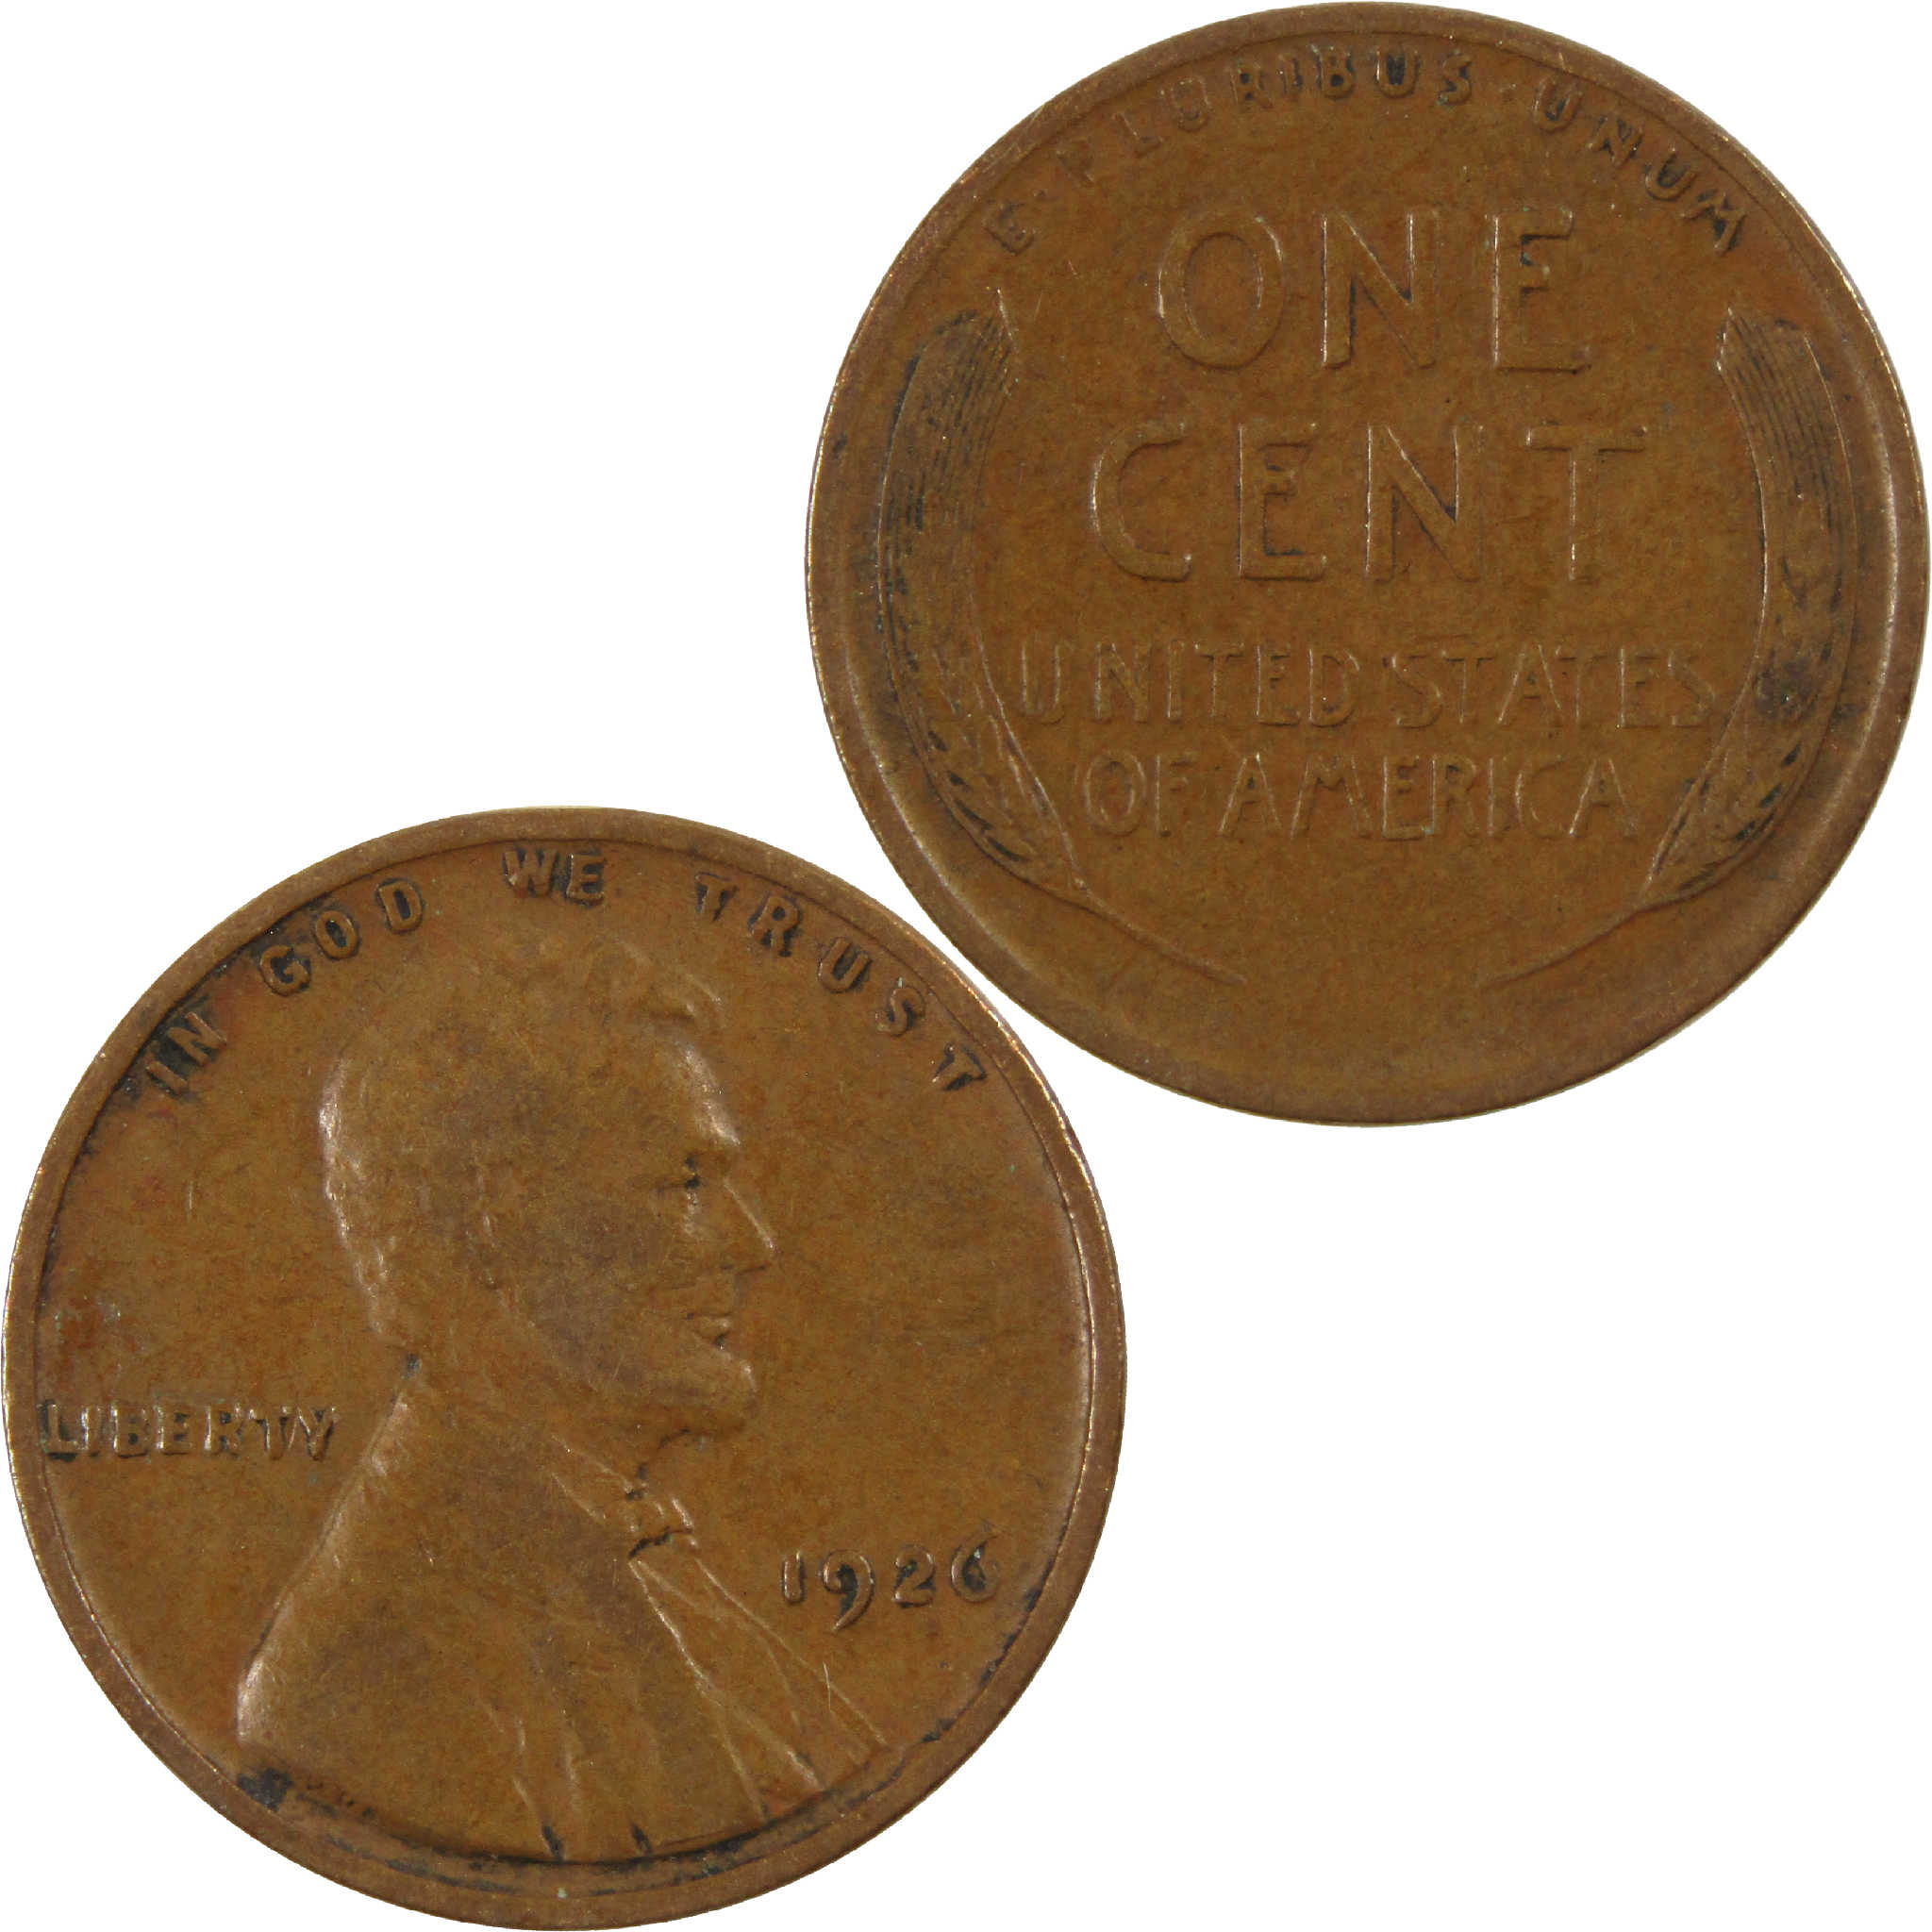 E·PLURIBUS·UNUM
ONE
CENT
UNITED STATES
OF AMERICA
IN GOD WE TRUST
LIBERTY
1926